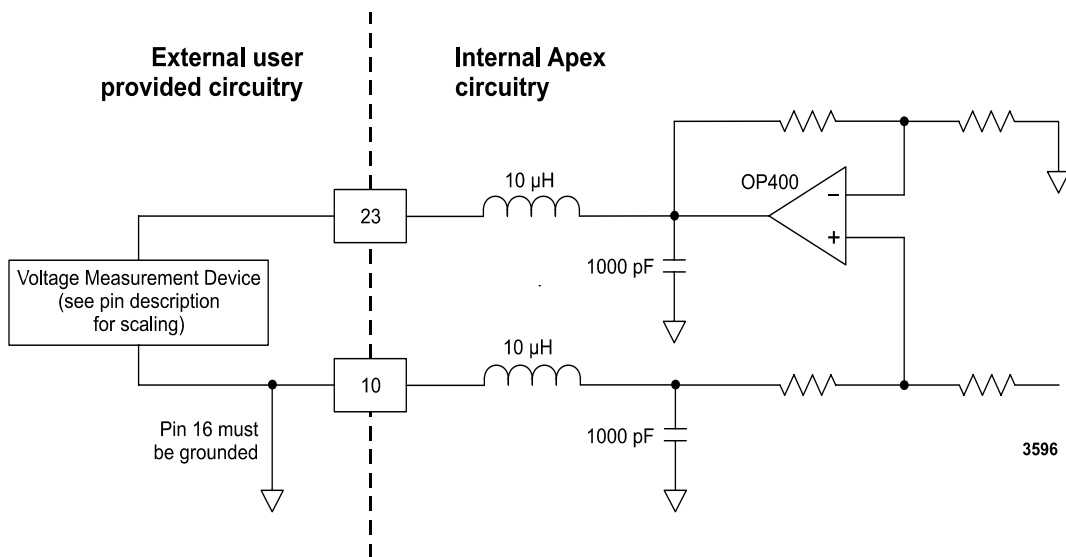 External user
provided circuitry
Internal Apex
circuitry
10 µH
OP400
23
1000 pF
Voltage Measurement Device
(see pin description
for scaling)
10 µH
10
Pin 16 must
be grounded
1000 pF
3596